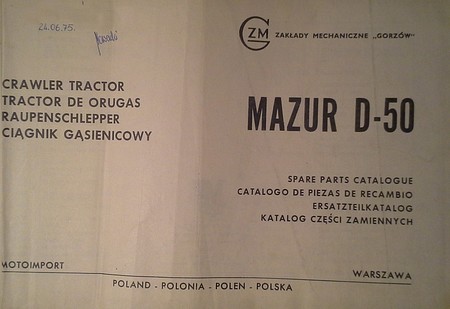 24.06.75.
ZM ZAKŁADY MECHANICZNE „GORZÓW"
CRAWLER TRACTOR
TRACTOR DE ORUGAS
RAUPENSCHLEPPER
CIĄGNIK GĄSIENICOWY
MAZUR D-50
SPARE PARTS CATALOGUE
CATALOGO DE PIEZAS DE RECAMBIO
ERSATZTEILKATALOG
KATALOG CZĘŚCI ZAMIENNYCH
MOTOIMPORT
WARSZAWA
POLAND - POLONIA - POLEN - POLSKA